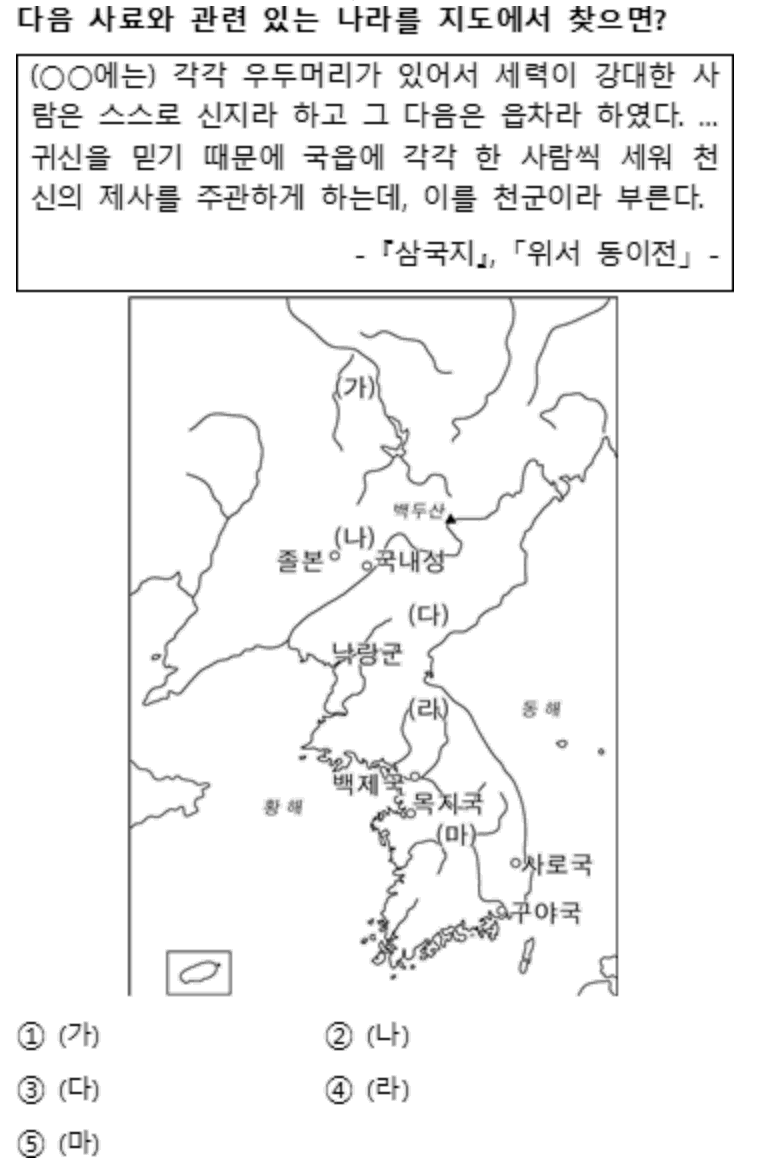 다음 사료와 관련 있는 나라를 지도에서 찾으면?
(○○에는) 각각 우두머리가 있어서 세력이 강대한 사
람은 스스로 신지라 하고 그 다음은 읍차라 하였다. ...
귀신을 믿기 때문에 국읍에 각각 한 사람씩 세워 천
신의 제사를 주관하게 하는데, 이를 천군이라 부른다.
- 『삼국지』, 「위서 동이전」 -
(가)
백두산
(나)
졸본
국내성
(다)
낙랑군
(라)
동해
백제국
목지국
황해
(마)
사로국
구야국
① (가)
② (나)
③ (다)
④ (라)
⑤ (마)